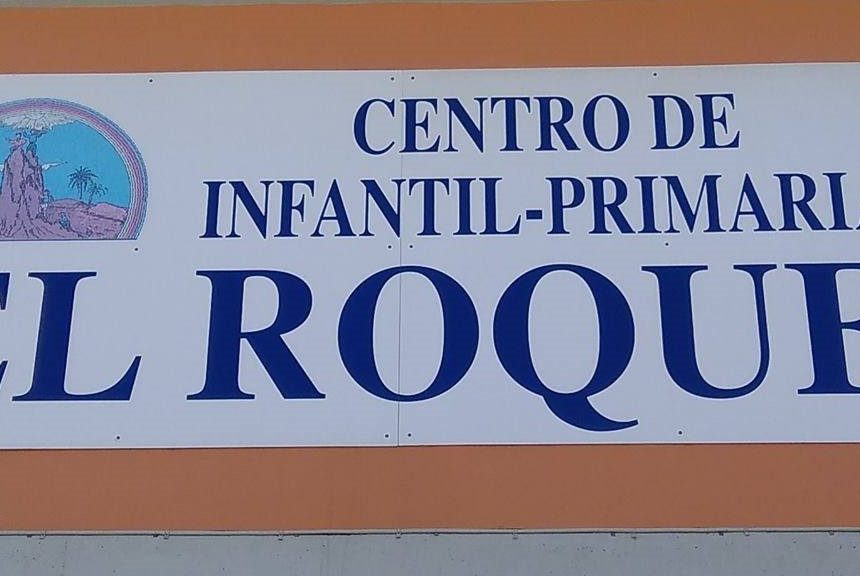 CENTRO DE
INFANTIL-PRIMARIA
EL ROQUE